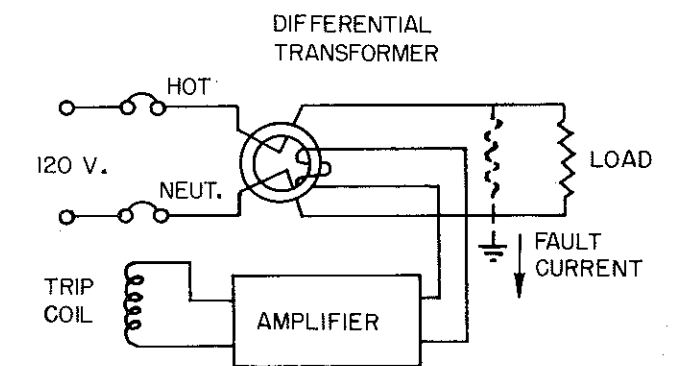 DIFFERENTIAL
TRANSFORMER
HOT
120 V.
NEUT.
LOAD
FAULT
CURRENT
TRIP
COIL
AMPLIFIER